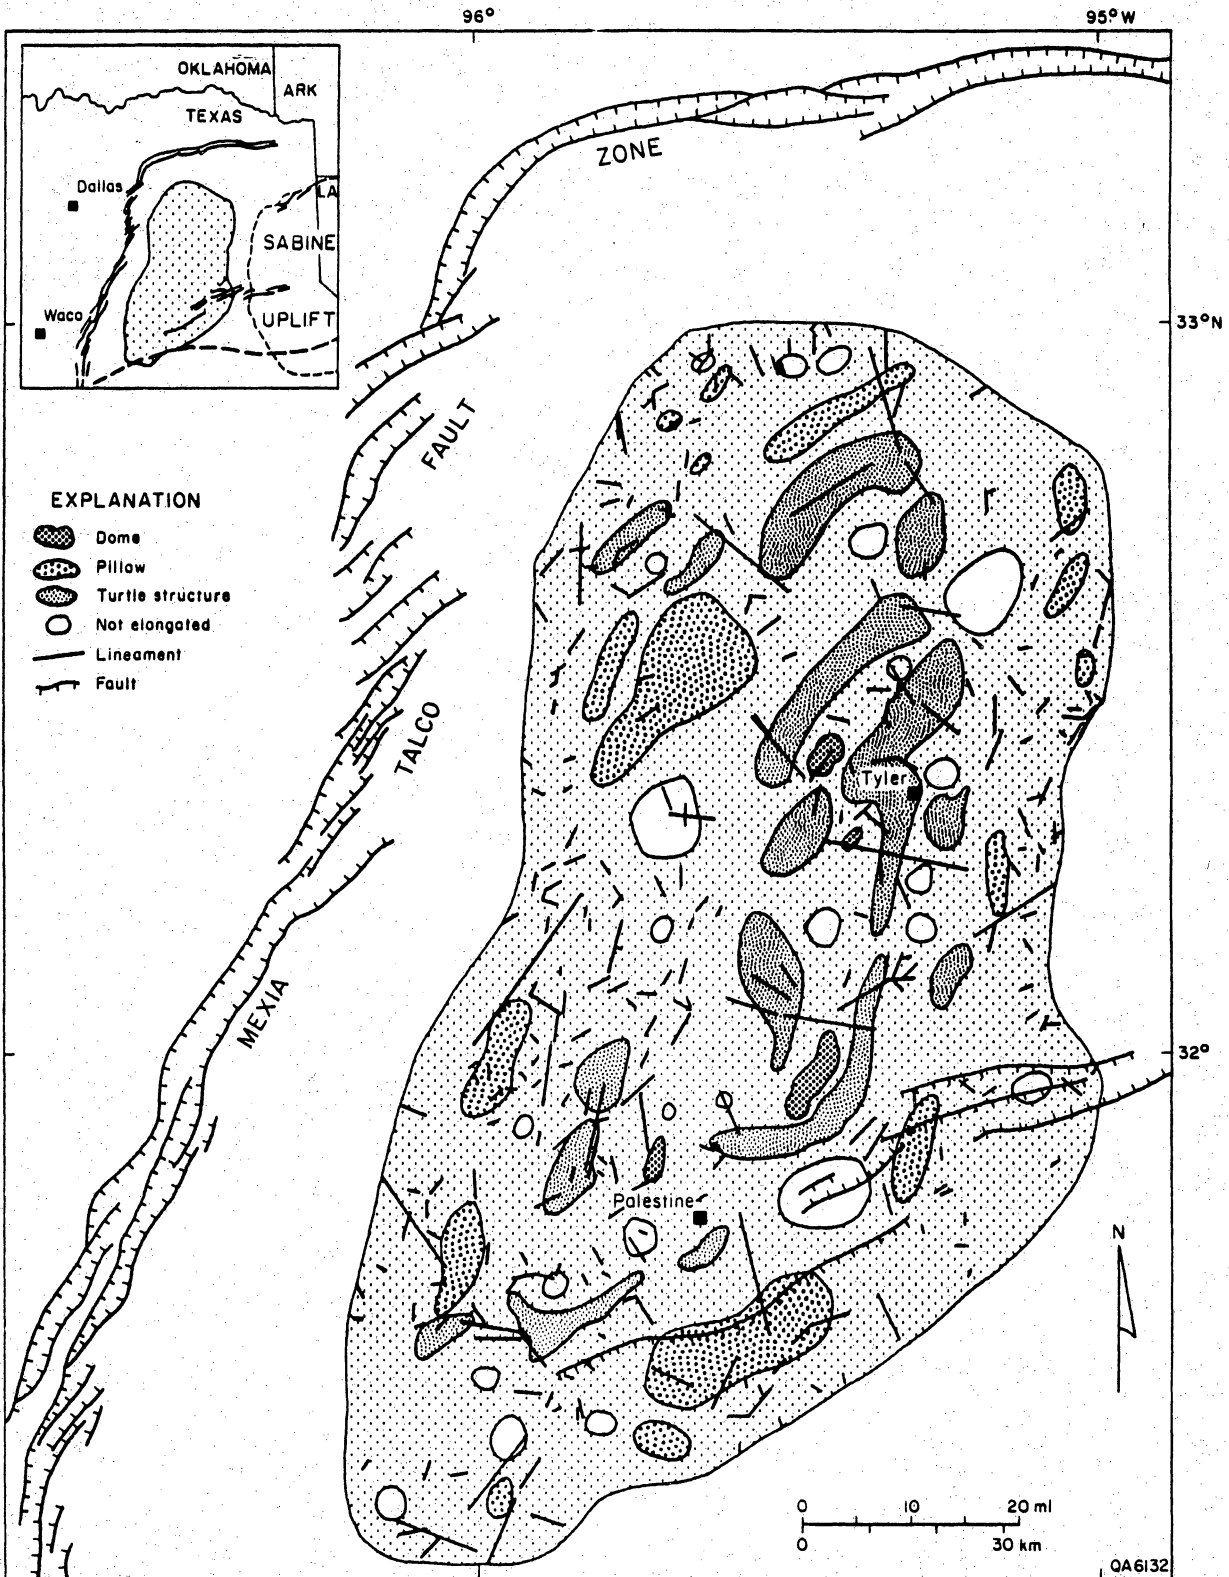 96°
95° W
OKLAHOMA
ARK
TEXAS
Dallas
LA
SABINE
Waco
UPLIFT
ZONE
33°N
FAULT
EXPLANATION
Dome
Pillow
Turtle structure
Not elongated
Lineament
Fault
TALCO
Tyler
MEXIA
32°
Palestine
N
0 10 20 mi
0 30 km
QA6132